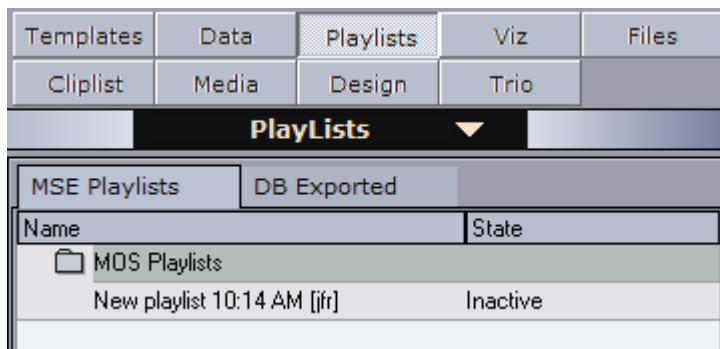 Templates Data Playlists Viz Files
Cliplist Media Design Trio
PlayLists
MSE Playlists DB Exported
Name State
MOS Playlists
New playlist 10:14 AM [jfr] Inactive